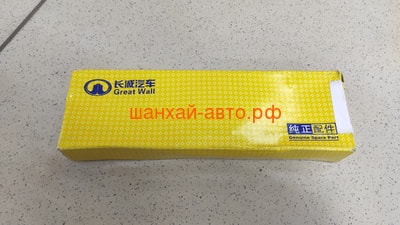 长城汽车
Great Wall
шанхай-авто.рф
纯正配件
Genuine Spare Part